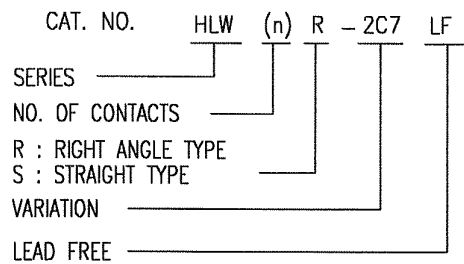 CAT. NO. HLW (n) R - 2C7 LF
SERIES
NO. OF CONTACTS
R : RIGHT ANGLE TYPE
S : STRAIGHT TYPE
VARIATION
LEAD FREE